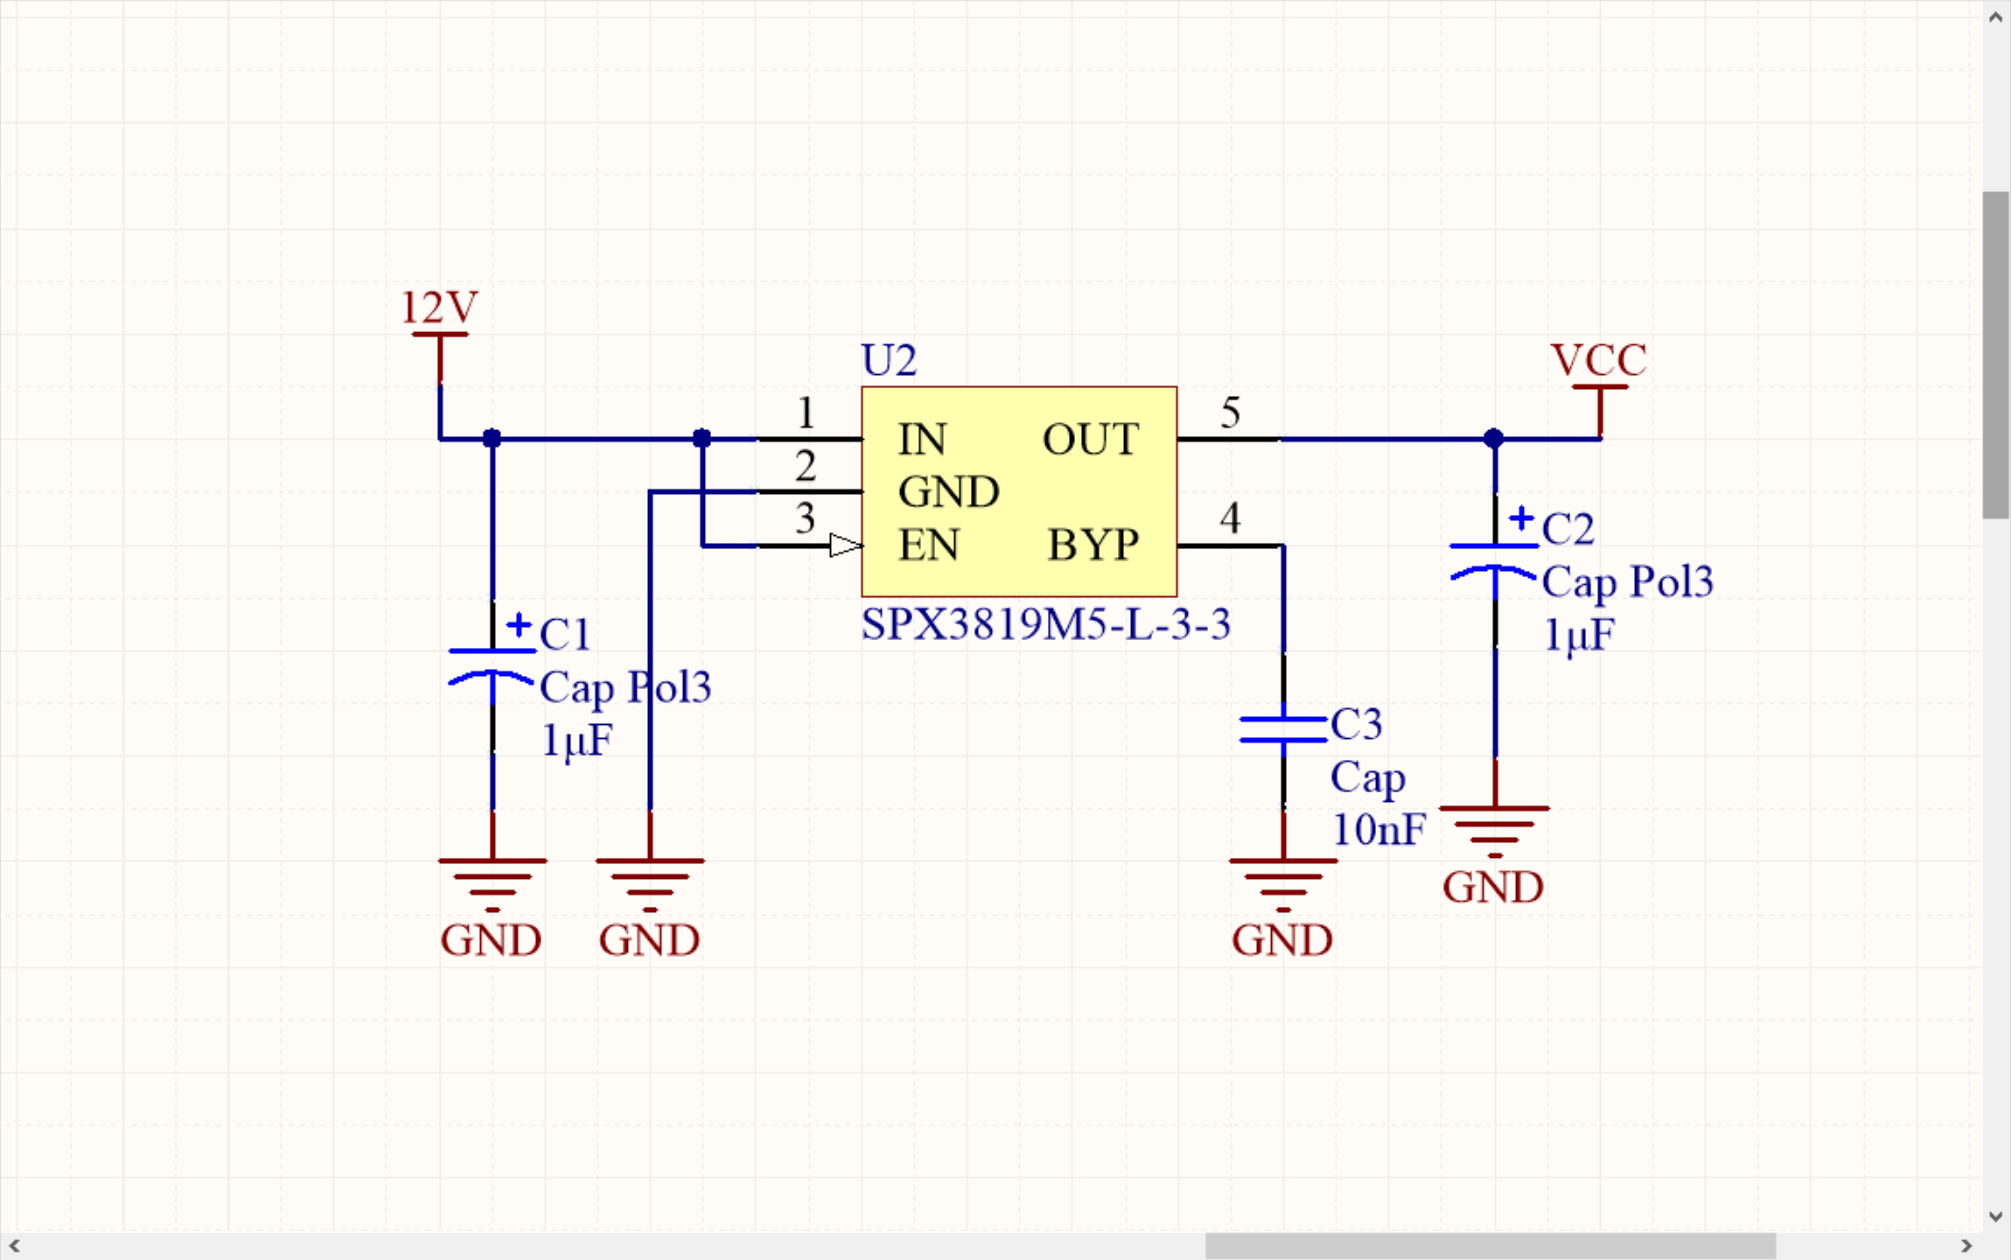 12V
U2
VCC
1
5
IN
OUT
2
GND
3
4
EN
BYP
+
C2
Cap Pol3
1µF
SPX3819M5-L-3-3
+
C1
Cap Pol3
1µF
C3
Cap
10nF
GND
GND
GND
GND